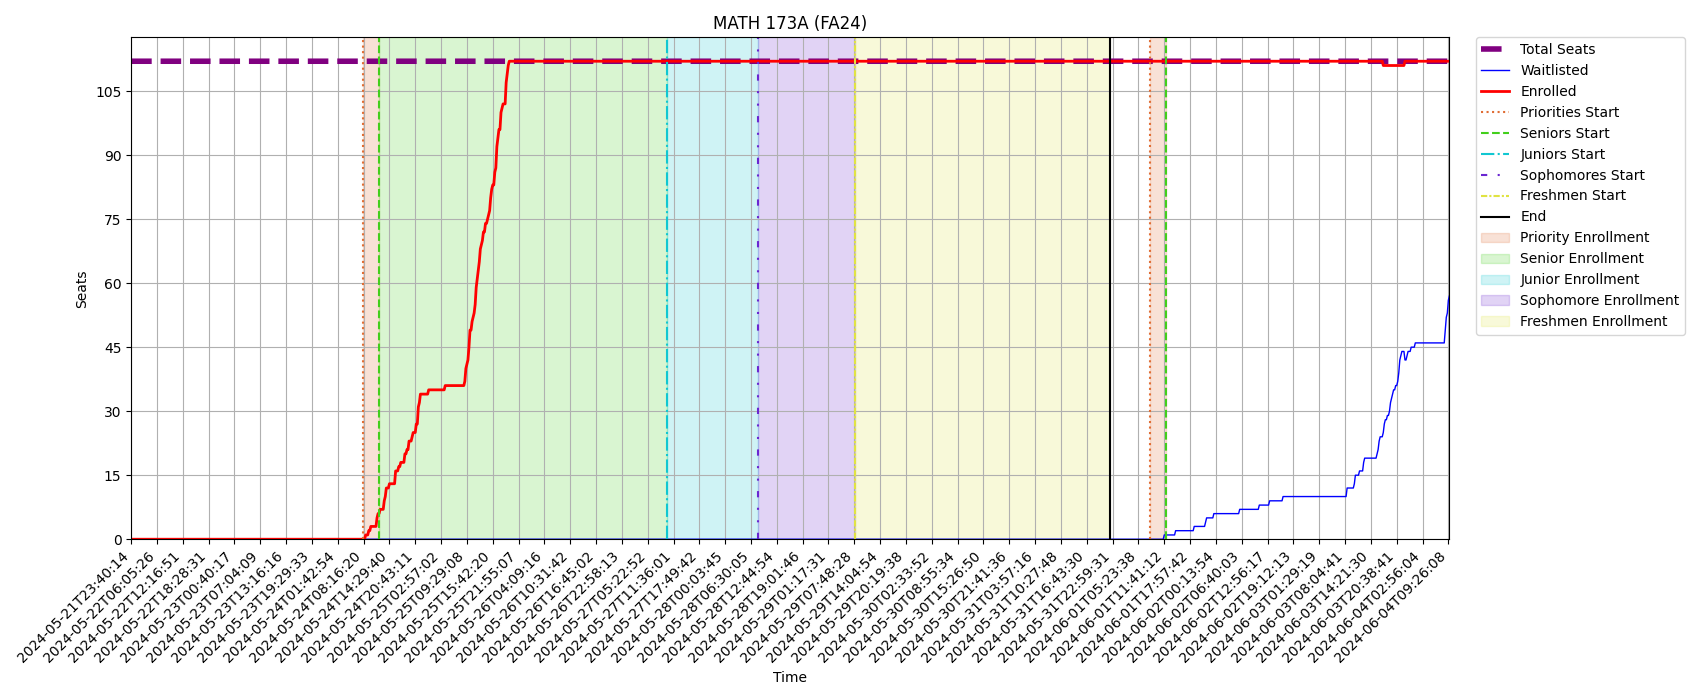 MATH 173A (FA24)
Seats
105
90
75
60
45
30
15
0
2024-05-21T23:40:14
2024-05-22T06:05:26
2024-05-22T12:16:51
2024-05-22T18:28:31
2024-05-23T00:40:17
2024-05-23T07:04:09
2024-05-23T13:16:16
2024-05-23T19:29:33
2024-05-24T01:42:54
2024-05-24T08:16:20
2024-05-24T14:29:40
2024-05-24T20:43:11
2024-05-25T02:57:02
2024-05-25T09:29:08
2024-05-25T15:42:20
2024-05-25T21:55:07
2024-05-26T04:09:16
2024-05-26T10:31:42
2024-05-26T16:45:02
2024-05-26T22:58:13
2024-05-27T05:22:52
2024-05-27T11:36:01
2024-05-27T17:49:42
2024-05-28T00:03:45
2024-05-28T06:30:05
2024-05-28T12:44:54
2024-05-28T19:01:46
2024-05-29T01:17:31
2024-05-29T07:48:28
2024-05-29T14:04:54
2024-05-29T20:19:38
2024-05-30T02:33:52
2024-05-30T08:55:34
2024-05-30T15:26:50
2024-05-30T21:41:36
2024-05-31T03:57:16
2024-05-31T10:27:48
2024-05-31T16:43:30
2024-05-31T22:59:31
2024-06-01T05:23:38
2024-06-01T11:41:12
2024-06-01T17:57:42
2024-06-02T00:13:54
2024-06-02T06:40:03
2024-06-02T12:56:17
2024-06-02T19:12:13
2024-06-03T01:29:19
2024-06-03T08:04:41
2024-06-03T14:21:30
2024-06-03T20:38:41
2024-06-04T02:56:04
2024-06-04T09:26:08
Time
Total Seats
Waitlisted
Enrolled
Priorities Start
Seniors Start
Juniors Start
Sophomores Start
Freshmen Start
End
Priority Enrollment
Senior Enrollment
Junior Enrollment
Sophomore Enrollment
Freshmen Enrollment